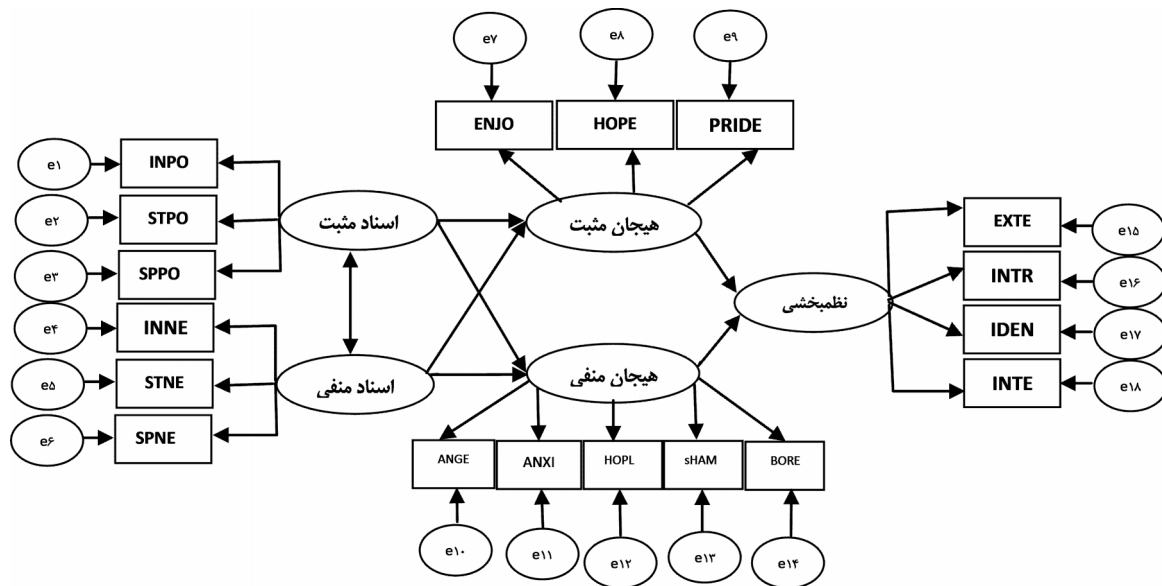 e۷
e۸
e۹
ENJO
HOPE
PRIDE
e۱
INPO
e۲
STPO
e۳
SPPO
e۴
INNE
e۵
STNE
e۶
SPNE
اسناد مثبت
اسناد منفی
هیجان مثبت
هیجان منفی
نظمبخشی
EXTE
e۱۵
INTR
e۱۶
IDEN
e۱۷
INTE
e۱۸
ANGE
ANXI
HOPL
sHAM
BORE
e۱۰
e۱۱
e۱۲
e۱۳
e۱۴